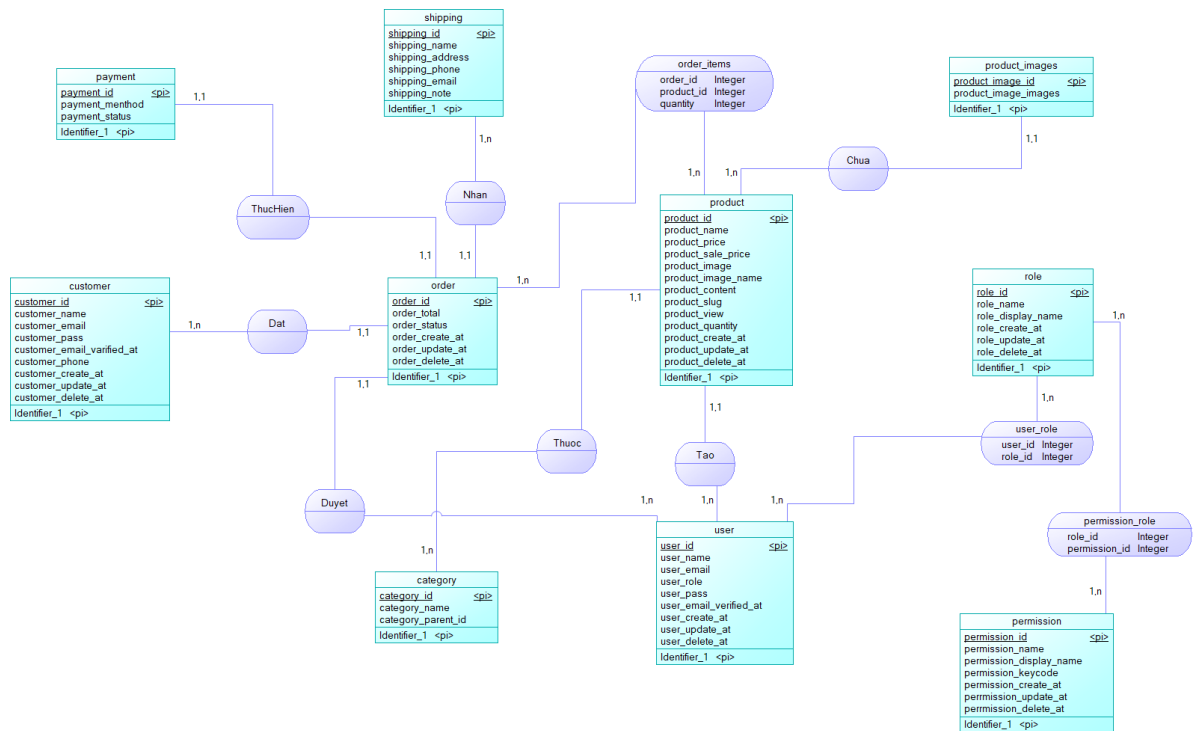 shipping
shipping_id <pi>
shipping_name
shipping_address
shipping_phone
shipping_email
shipping_note
Identifier_1 <pi>
payment
payment_id <pi>
payment_menthod
payment_status
Identifier_1 <pi>
order_items
order_id Integer
product_id Integer
quantity Integer
product_images
product_image_id <pi>
product_image_images
Identifier_1 <pi>
1,1
1,n
1,1
Chua
1,n
1,n
ThucHien
Nhan
product
product_id <pi>
product_name
product_price
product_sale_price
product_image
product_image_name
product_content
product_slug
product_view
product_quantity
product_create_at
product_update_at
product_delete_at
Identifier_1 <pi>
1,1
1,1
1,n
1,1
customer
customer_id <pi>
customer_name
customer_email
customer_pass
customer_email_varified_at
customer_phone
customer_create_at
customer_update_at
customer_delete_at
Identifier_1 <pi>
1,n
Dat
1,1
order
order_id <pi>
order_total
order_status
order_create_at
order_update_at
order_delete_at
Identifier_1 <pi>
1,1
role
role_id <pi>
role_name
role_display_name
role_create_at
role_update_at
role_delete_at
Identifier_1 <pi>
1,n
1,n
1,1
user_role
user_id Integer
role_id Integer
Thuoc
Tao
Duyet
1,n
1,n
1,n
permission_role
role_id Integer
permission_id Integer
1,n
category
category_id <pi>
category_name
category_parent_id
Identifier_1 <pi>
user
user_id <pi>
user_name
user_email
user_role
user_pass
user_email_verified_at
user_create_at
user_update_at
user_delete_at
Identifier_1 <pi>
1,n
permission
permission_id <pi>
permission_name
permission_display_name
permission_keycode
permission_create_at
perrmission_update_at
perrmission_delete_at
Identifier_1 <pi>